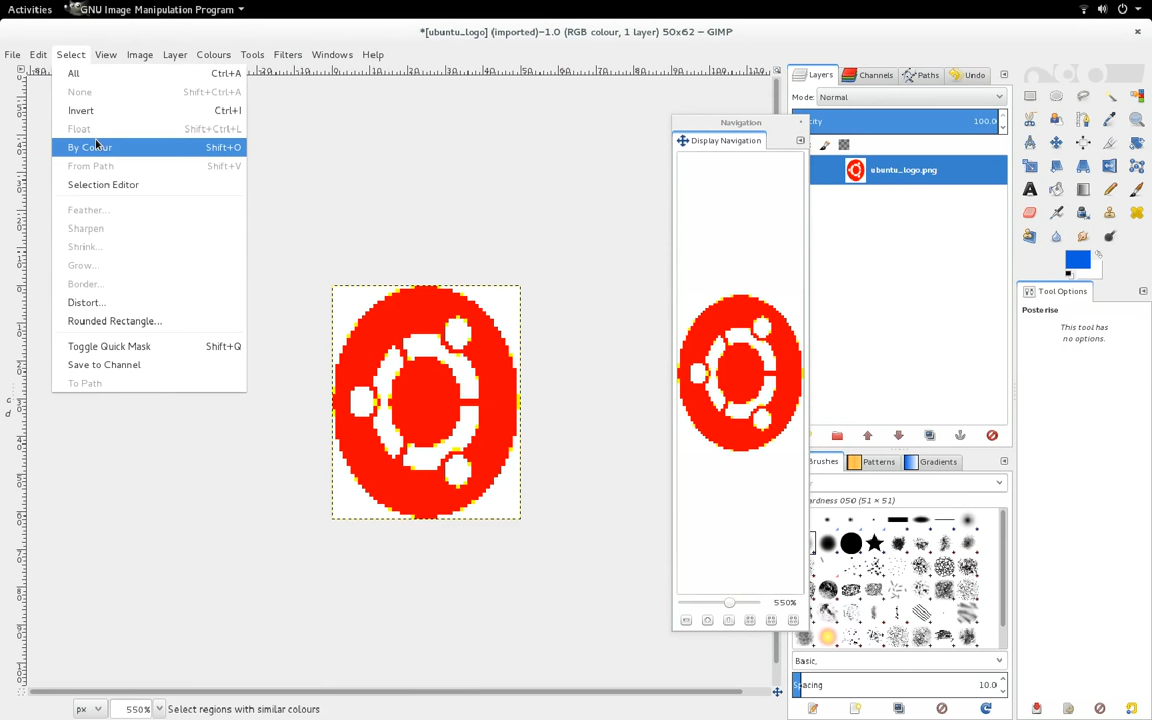 Activities GNU Image Manipulation Program
*[ubuntu_logo] (imported)-1.0 (RGB colour, 1 layer) 50x62 – GIMP
File Edit Select View Image Layer Colours Tools Filters Windows Help
All Ctrl+A
None Shift+Ctrl+A
Invert Ctrl+I
Float Shift+Ctrl+L
By Colour Shift+O
From Path Shift+V
Selection Editor
Feather...
Sharpen
Shrink...
Grow...
Border...
Distort...
Rounded Rectangle...
Toggle Quick Mask Shift+Q
Save to Channel
To Path
Navigation
Display Navigation
550%
Layers Channels Paths Undo
Mode: Normal
100.0
ubuntu_logo.png
Patterns Gradients
050 (51 × 51)
Basic,
Spacing 10.0
Tool Options
Posterise
This tool has
no options.
px 550% Select regions with similar colours